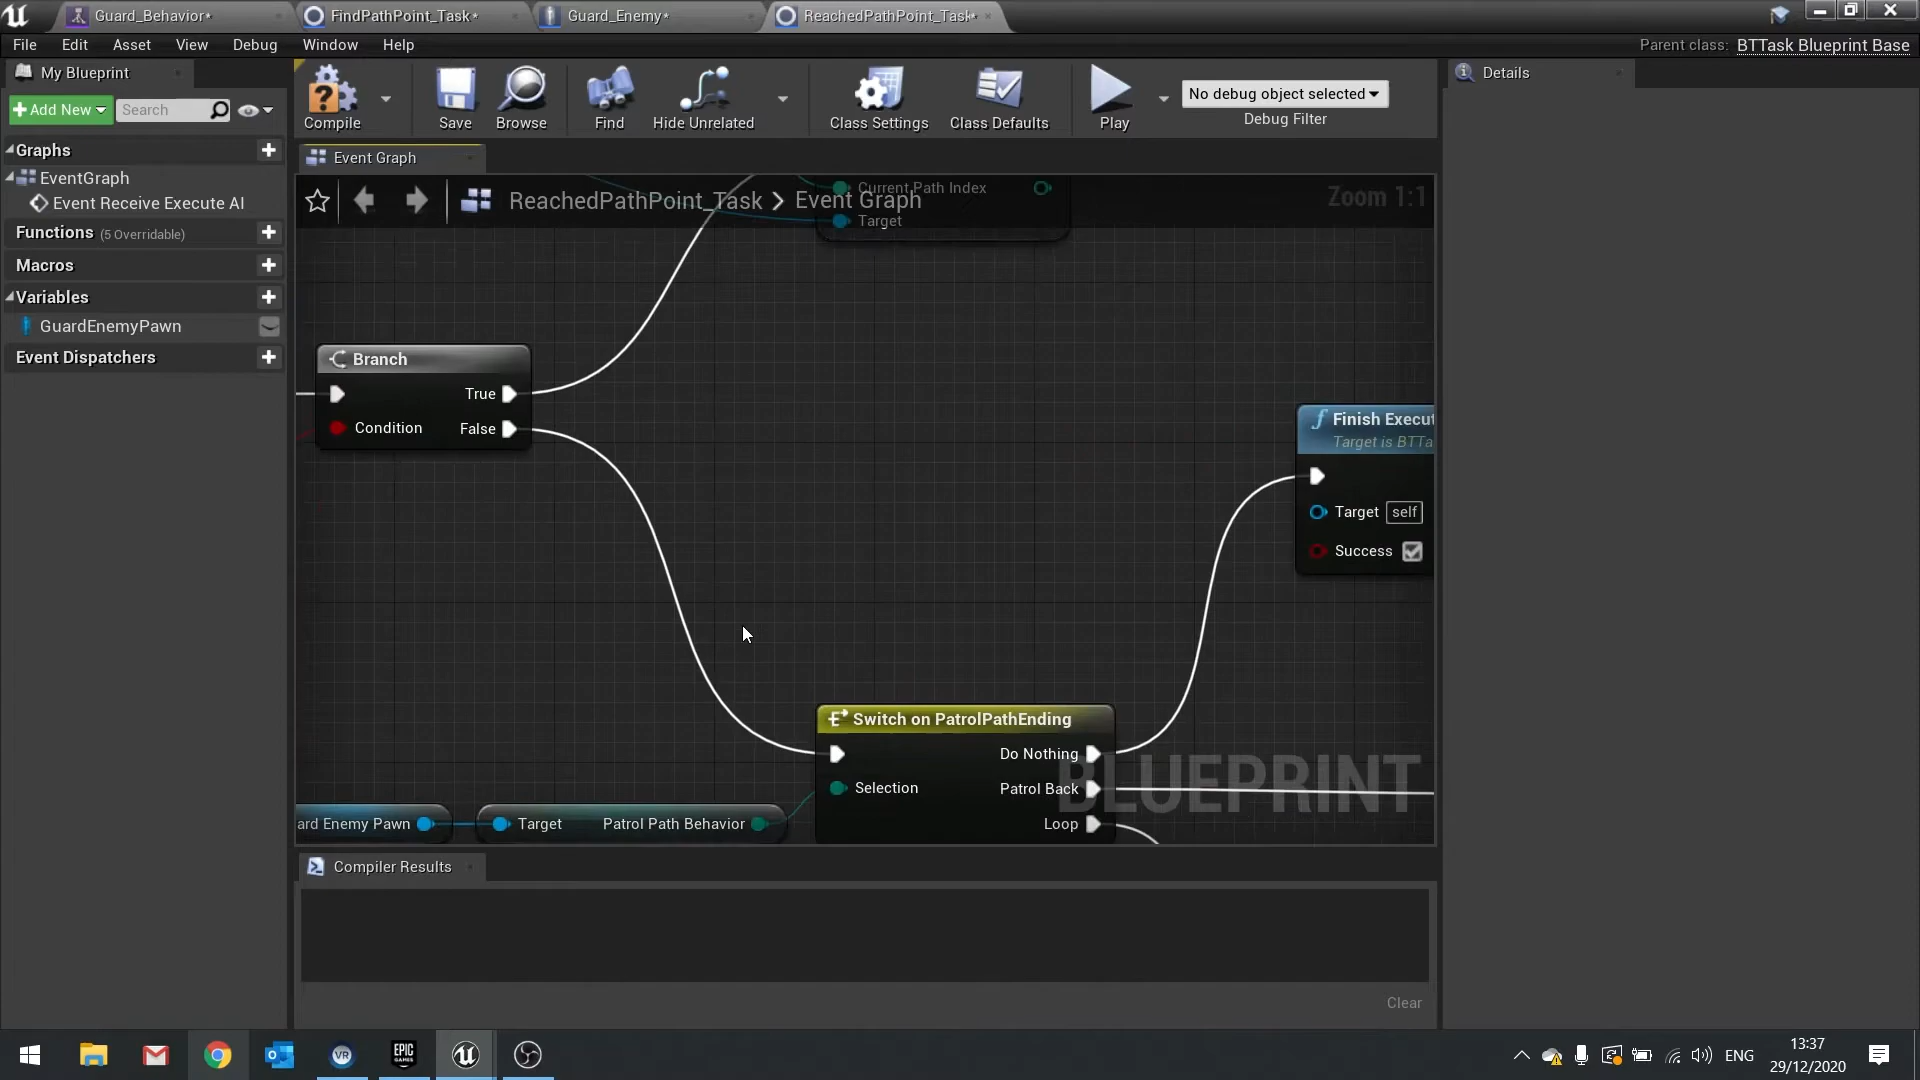 Guard_Behavior*
FindPathPoint_Task*
Guard_Enemy*
ReachedPathPoint_Task*
File
Edit
Asset
View
Debug
Window
Help
Parent class: BTTask Blueprint Base
My Blueprint
Add New
Search
Compile
Save
Browse
Find
Hide Unrelated
Class Settings
Class Defaults
Play
No debug object selected
Debug Filter
Details
Graphs
EventGraph
Event Receive Execute AI
Functions (5 Overridable)
Macros
Variables
GuardEnemyPawn
Event Dispatchers
Event Graph
ReachedPathPoint_Task > Event Graph
Zoom 1:1
Current Path Index
Target
Branch
True
Condition
False
Finish Execut
Target is BTTa
Target self
Success
Switch on PatrolPathEnding
Do Nothing
Selection
Patrol Back
Loop
BLUEPRINT
ard Enemy Pawn
Target
Patrol Path Behavior
Compiler Results
Clear
VR
EPIC GAMES
ENG
13:37
29/12/2020